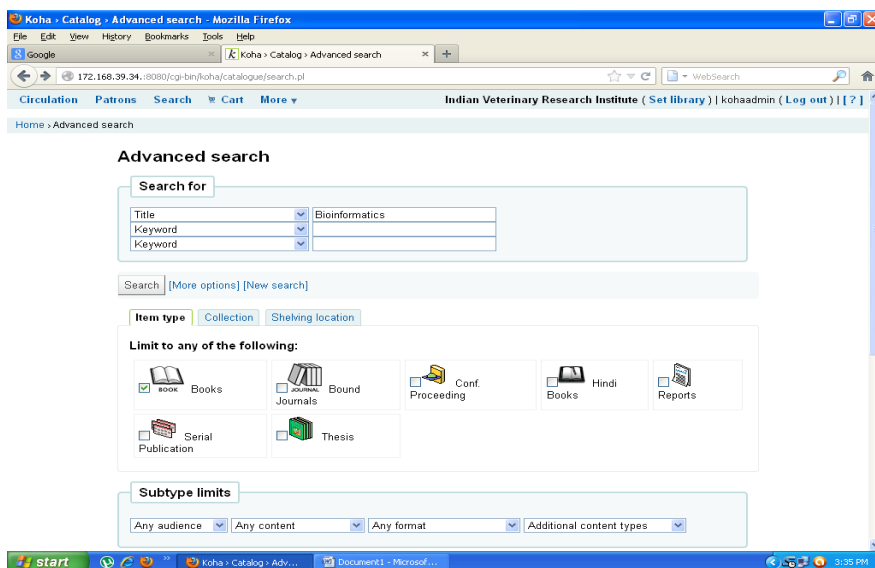 Koha › Catalog › Advanced search - Mozilla Firefox
File Edit View History Bookmarks Tools Help
Google × Koha › Catalog › Advanced search × +
172.168.39.34.:8080/cgi-bin/koha/catalogue/search.pl WebSearch
Circulation Patrons Search Cart More Indian Veterinary Research Institute ( Set library ) | kohaadmin ( Log out ) | [ ? ]
Home › Advanced search
Advanced search
Search for
Title Bioinformatics
Keyword
Keyword
Search [More options] [New search]
Item type Collection Shelving location
Limit to any of the following:
BOOK Books JOURNAL Bound Journals Conf. Proceeding Hindi Books Reports
Serial Publication Thesis
Subtype limits
Any audience Any content Any format Additional content types
start Koha › Catalog › Adv... Document1 - Microsof... 3:35 PM